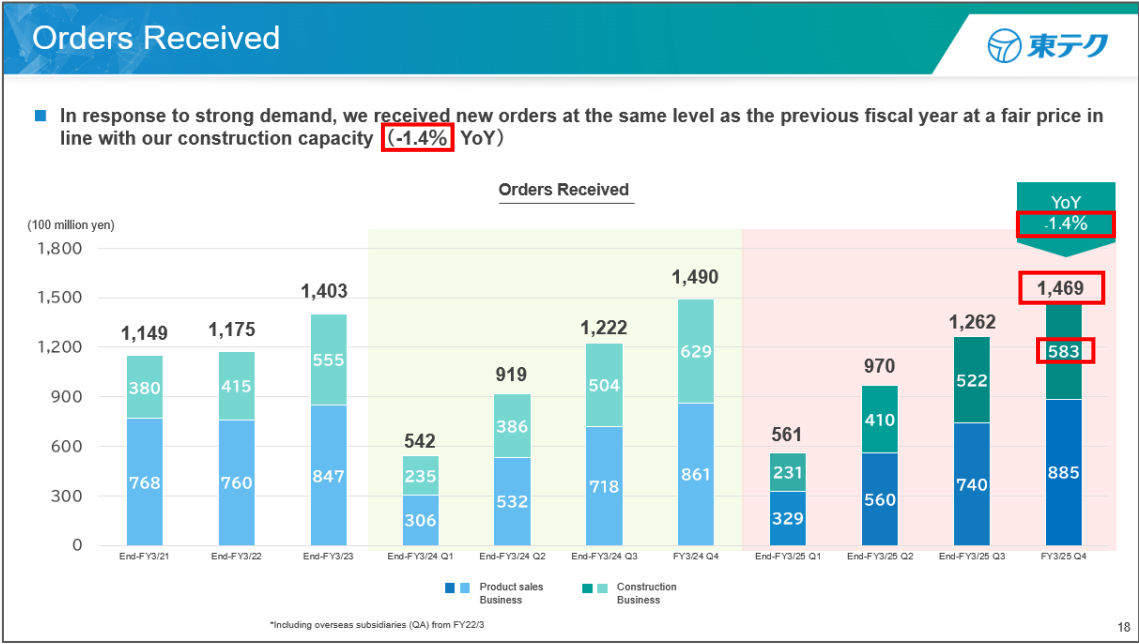 Orders Received
東テク
In response to strong demand, we received new orders at the same level as the previous fiscal year at a fair price in
line with our construction capacity（-1.4% YoY）
Orders Received
(100 million yen)
YoY
-1.4%
1,800
1,500
1,200
900
600
300
0
1,149
380
768
1,175
415
760
1,403
555
847
542
235
306
919
386
532
1,222
504
718
1,490
629
861
561
231
329
970
410
560
1,262
522
740
1,469
583
885
End-FY3/21
End-FY3/22
End-FY3/23
End-FY3/24 Q1
End-FY3/24 Q2
End-FY3/24 Q3
FY3/24 Q4
End-FY3/25 Q1
End-FY3/25 Q2
End-FY3/25 Q3
FY3/25 Q4
Product sales
Business
Construction
Business
*Including overseas subsidiaries (QA) from FY22/3
18